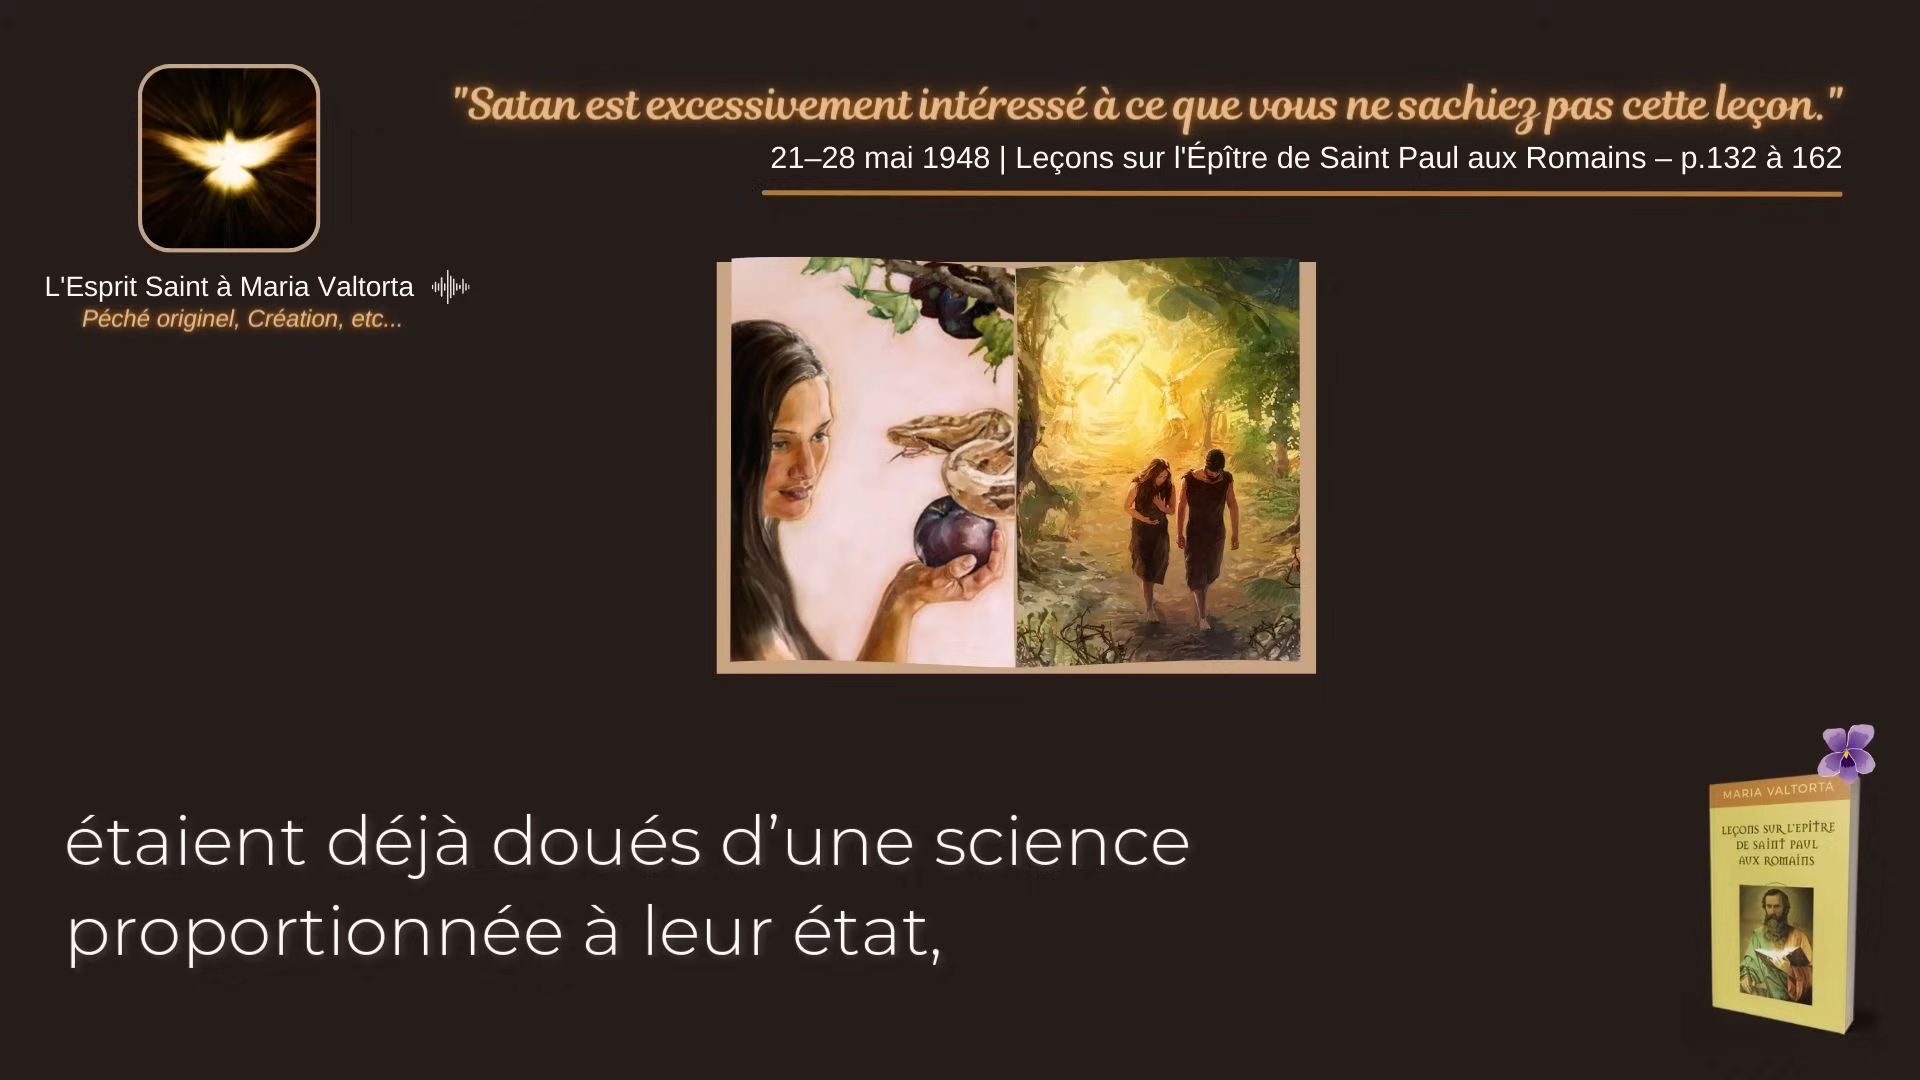 "Satan est excessivement intéressé à ce que vous ne sachiez pas cette leçon."
21–28 mai 1948 | Leçons sur l'Épître de Saint Paul aux Romains – p.132 à 162
L'Esprit Saint à Maria Valtorta
Péché originel, Création, etc...
étaient déjà doués d’une science
proportionnée à leur état,
MARIA VALTORTA
LEÇONS SUR L'EPÎTRE
DE SAINT PAUL
AUX ROMAINS